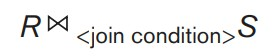 R ⋈ <join condition> S